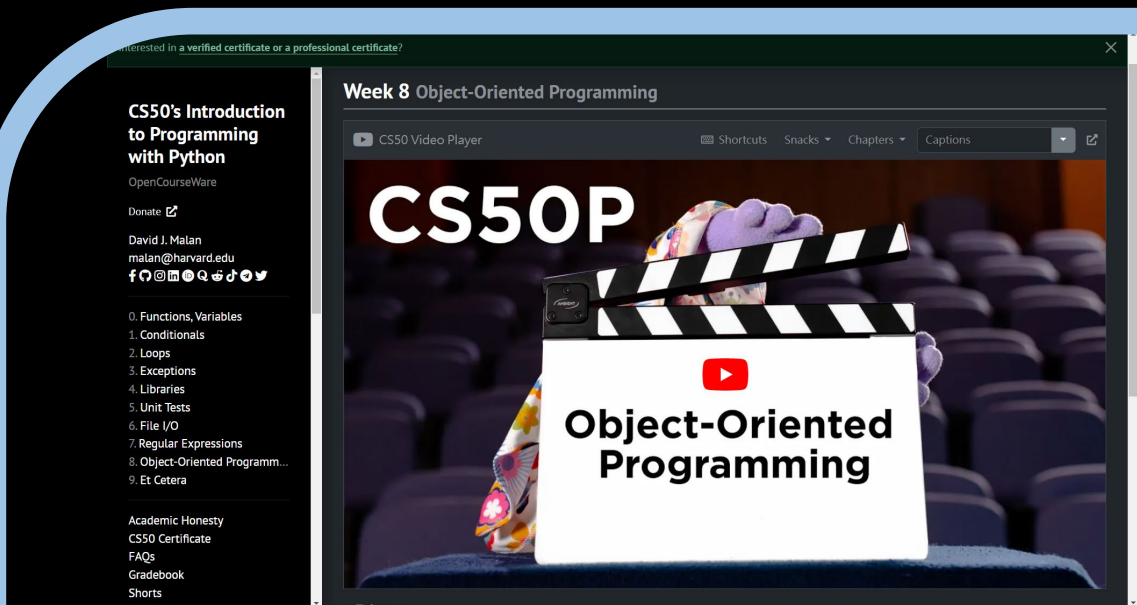 nterested in a verified certificate or a professional certificate?
CS50's Introduction
to Programming
with Python
OpenCourseWare
Donate
David J. Malan
malan@harvard.edu
0. Functions, Variables
1. Conditionals
2. Loops
3. Exceptions
4. Libraries
5. Unit Tests
6. File I/O
7. Regular Expressions
8. Object-Oriented Programm...
9. Et Cetera
Academic Honesty
CS50 Certificate
FAQs
Gradebook
Shorts
Week 8 Object-Oriented Programming
CS50 Video Player
Shortcuts Snacks Chapters Captions
CS50P
Object-Oriented
Programming